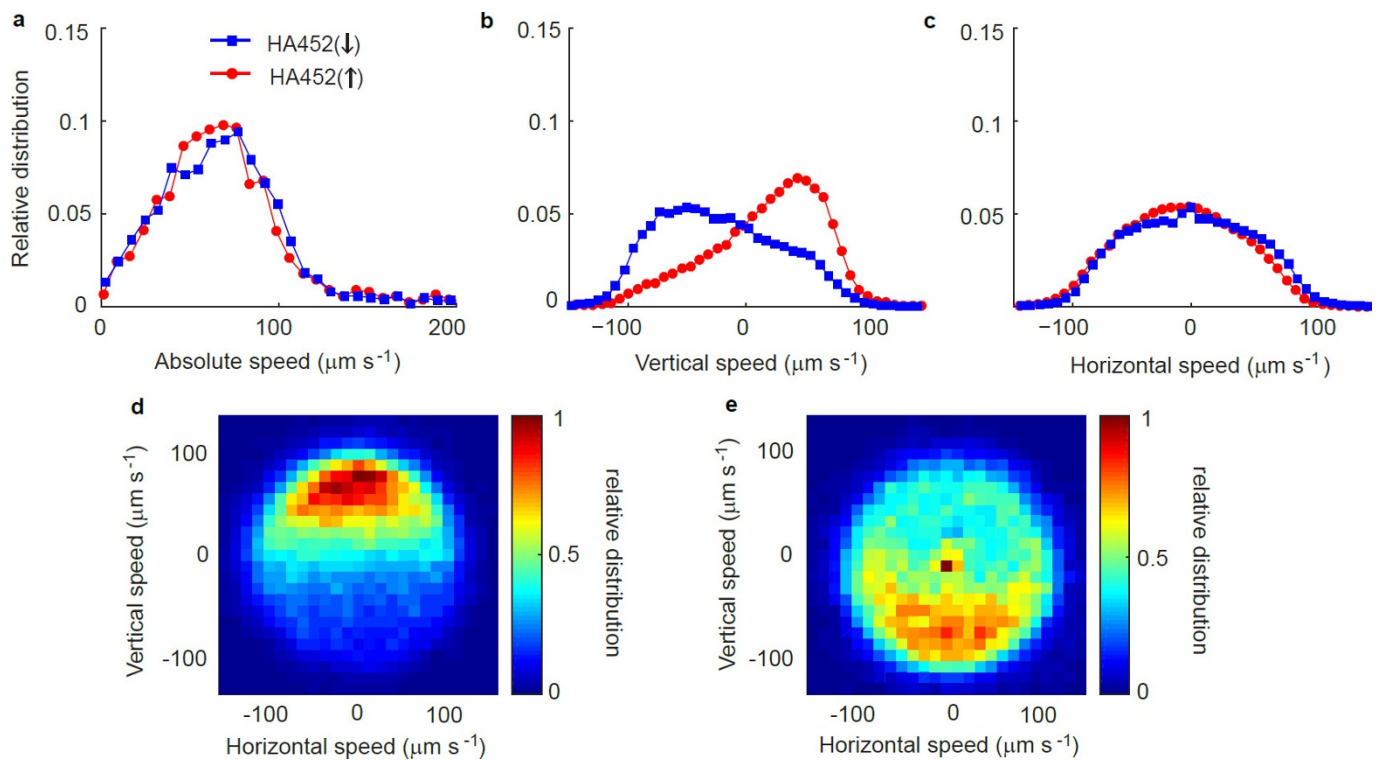 a
b
c
0.15
0.1
0.05
0
Relative distribution
HA452(↓)
HA452(↑)
0
100
200
Absolute speed (μm s⁻¹)
0.15
0.1
0.05
0
−100
0
100
Vertical speed (μm s⁻¹)
0.15
0.1
0.05
0
−100
0
100
Horizontal speed (μm s⁻¹)
d
Vertical speed (μm s⁻¹)
100
0
-100
-100
0
100
Horizontal speed (μm s⁻¹)
1
0.5
0
relative distribution
e
Vertical speed (μm s⁻¹)
100
0
-100
-100
0
100
Horizontal speed (μm s⁻¹)
1
0.5
0
relative distribution